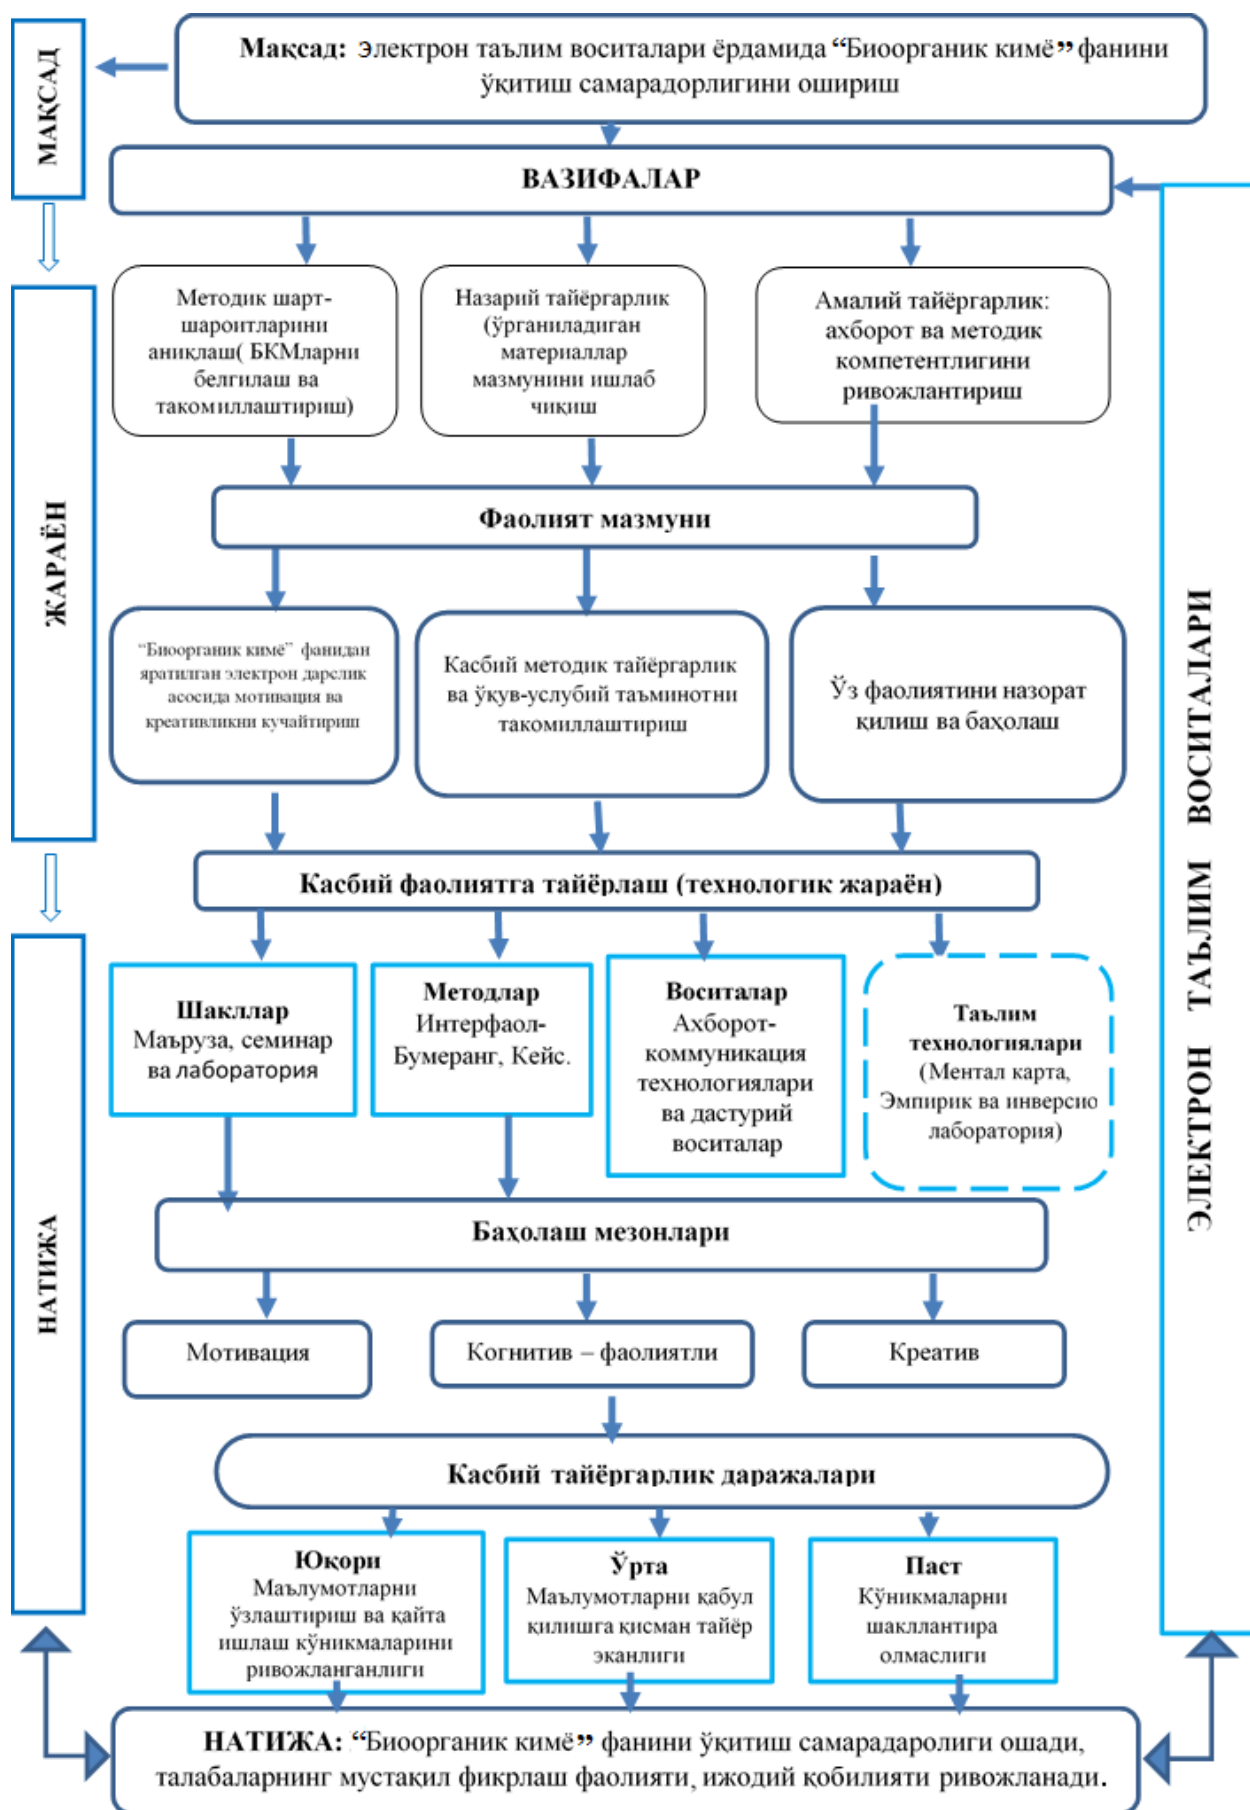 МАҚСАД
Мақсад: Электрон таълим воситалари ёрдамида “Биоорганик кимё” фанини
ўқитиш самарадорлигини ошириш
ВАЗИФАЛАР
Методик шарт-
шароитларини
аниқлаш( БКМларни
белгилаш ва
такомиллаштириш)
Назарий тайёргарлик
(ўрганиладиган
материаллар
мазмунини ишлаб
чиқиш
Амалий тайёргарлик:
ахборот ва методик
компетентлигини
ривожлантириш
ЖАРАЁН
Фаолият мазмуни
“Биоорганик кимё” фанидан
яратилган электрон дарслик
асосида мотивация ва
креативликни кучайтириш
Касбий методик тайёргарлик
ва ўқув-услубий таъминотни
такомиллаштириш
Ўз фаолиятини назорат
қилиш ва баҳолаш
ЭЛЕКТРОН ТАЪЛИМ ВОСИТАЛАРИ
Касбий фаолиятга тайёрлаш (технологик жараён)
Шакллар
Маъруза, семинар
ва лаборатория
Методлар
Интерфаол-
Бумеранг, Кейс.
Воситалар
Ахборот-
коммуникация
технологиялари
ва дастурий
воситалар
Таълим
технологиялари
(Ментал карта,
Эмпирик ва инверсио
лаборатория)
НАТИЖА
Баҳолаш мезонлари
Мотивация
Когнитив – фаолиятли
Креатив
Касбий тайёргарлик даражалари
Юқори
Маълумотларни
ўзлаштириш ва қайта
ишлаш кўникмаларини
ривожланганлиги
Ўрта
Маълумотларни қабул
қилишга қисман тайёр
эканлиги
Паст
Кўникмаларни
шакллантира
олмаслиги
НАТИЖА: “Биоорганик кимё” фанини ўқитиш самарадаролиги ошади,
талабаларнинг мустақил фикрлаш фаолияти, ижодий қобилияти ривожланади.